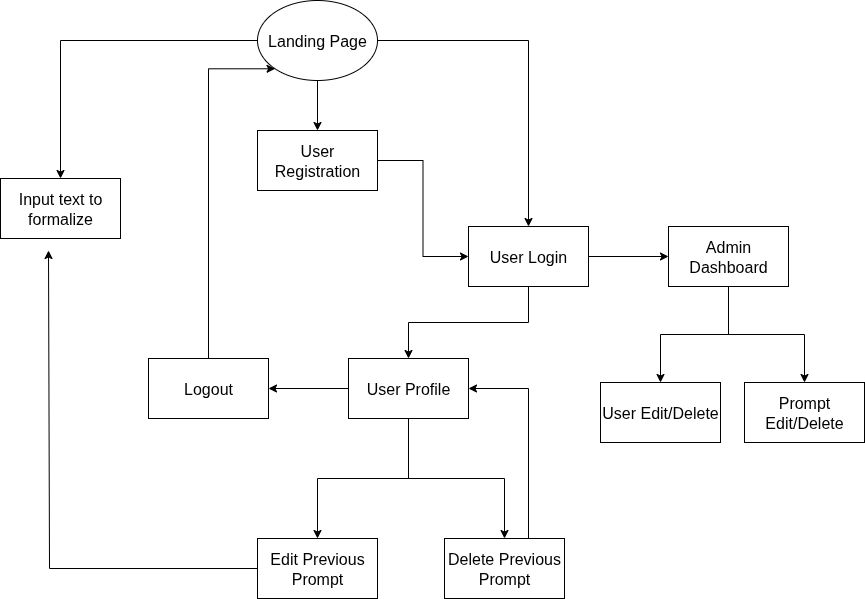 Landing Page
User
Registration
Input text to
formalize
User Login
Admin
Dashboard
Logout
User Profile
User Edit/Delete
Prompt
Edit/Delete
Edit Previous
Prompt
Delete Previous
Prompt